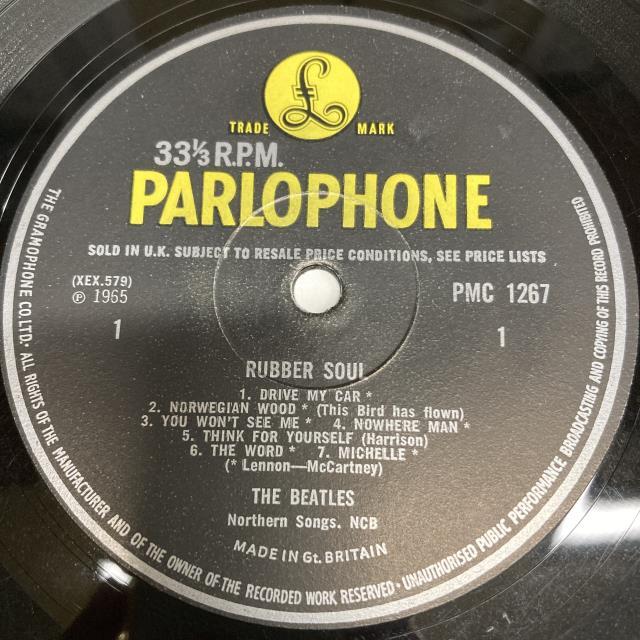 £
TRADE MARK
33⅓ R.P.M.
PARLOPHONE
SOLD IN U.K. SUBJECT TO RESALE PRICE CONDITIONS, SEE PRICE LISTS
(XEX.579)
℗ 1965
PMC 1267
1
1
RUBBER SOUL
1. DRIVE MY CAR *
2. NORWEGIAN WOOD * (This Bird has flown)
3. YOU WON'T SEE ME * 4. NOWHERE MAN *
5. THINK FOR YOURSELF (Harrison)
6. THE WORD * 7. MICHELLE *
(* Lennon—McCartney)
THE BEATLES
Northern Songs. NCB
MADE IN Gt. BRITAIN
THE GRAMOPHONE CO. LTD. ALL RIGHTS OF THE MANUFACTURER AND OF THE OWNER OF THE RECORDED WORK RESERVED · UNAUTHORISED PUBLIC PERFORMANCE BROADCASTING AND COPYING OF THIS RECORD PROHIBITED